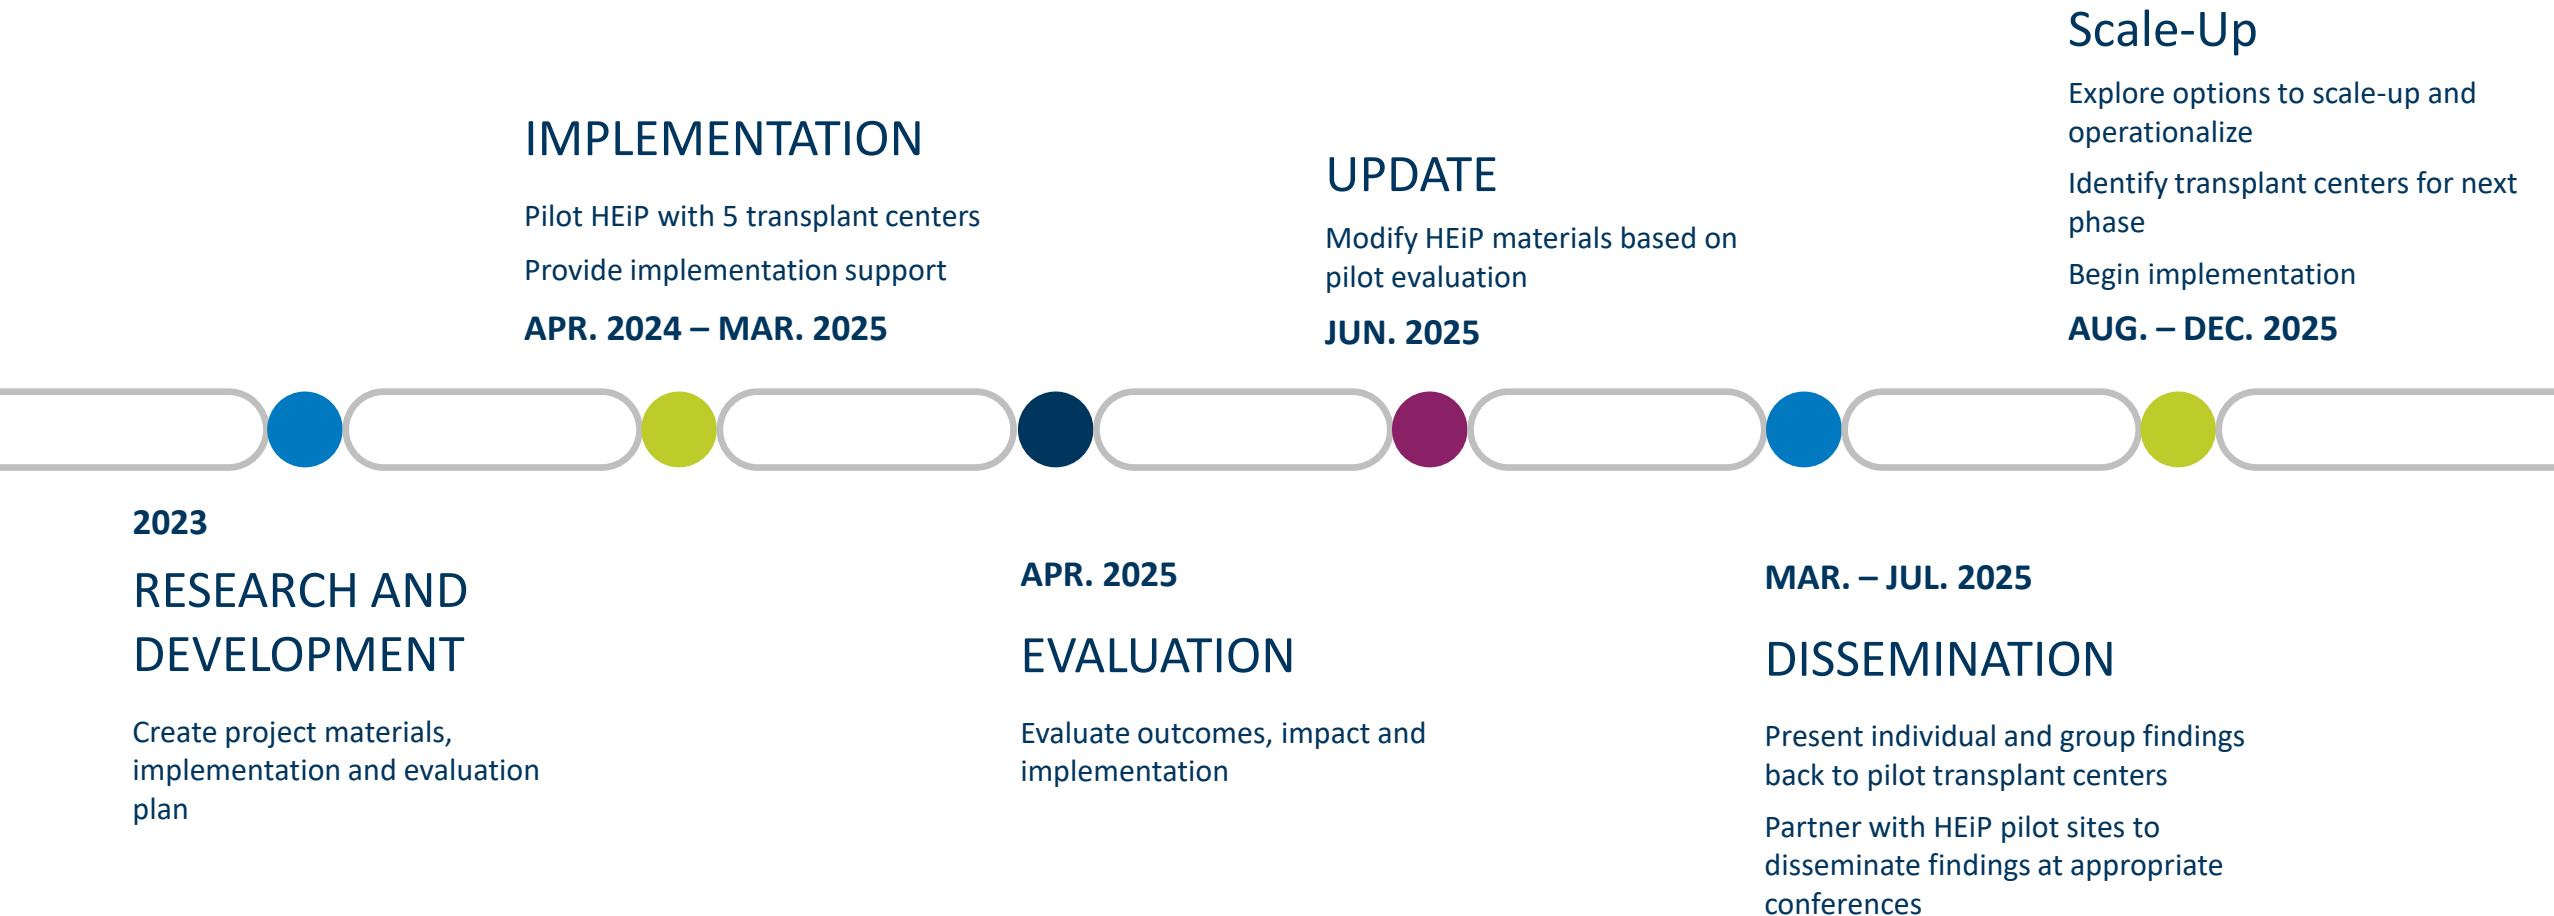 Scale-Up
Explore options to scale-up and
operationalize
Identify transplant centers for next
phase
Begin implementation
AUG. – DEC. 2025
IMPLEMENTATION
Pilot HEiP with 5 transplant centers
Provide implementation support
APR. 2024 – MAR. 2025
UPDATE
Modify HEiP materials based on
pilot evaluation
JUN. 2025
2023
RESEARCH AND
DEVELOPMENT
Create project materials,
implementation and evaluation
plan
APR. 2025
EVALUATION
Evaluate outcomes, impact and
implementation
MAR. – JUL. 2025
DISSEMINATION
Present individual and group findings
back to pilot transplant centers
Partner with HEiP pilot sites to
disseminate findings at appropriate
conferences